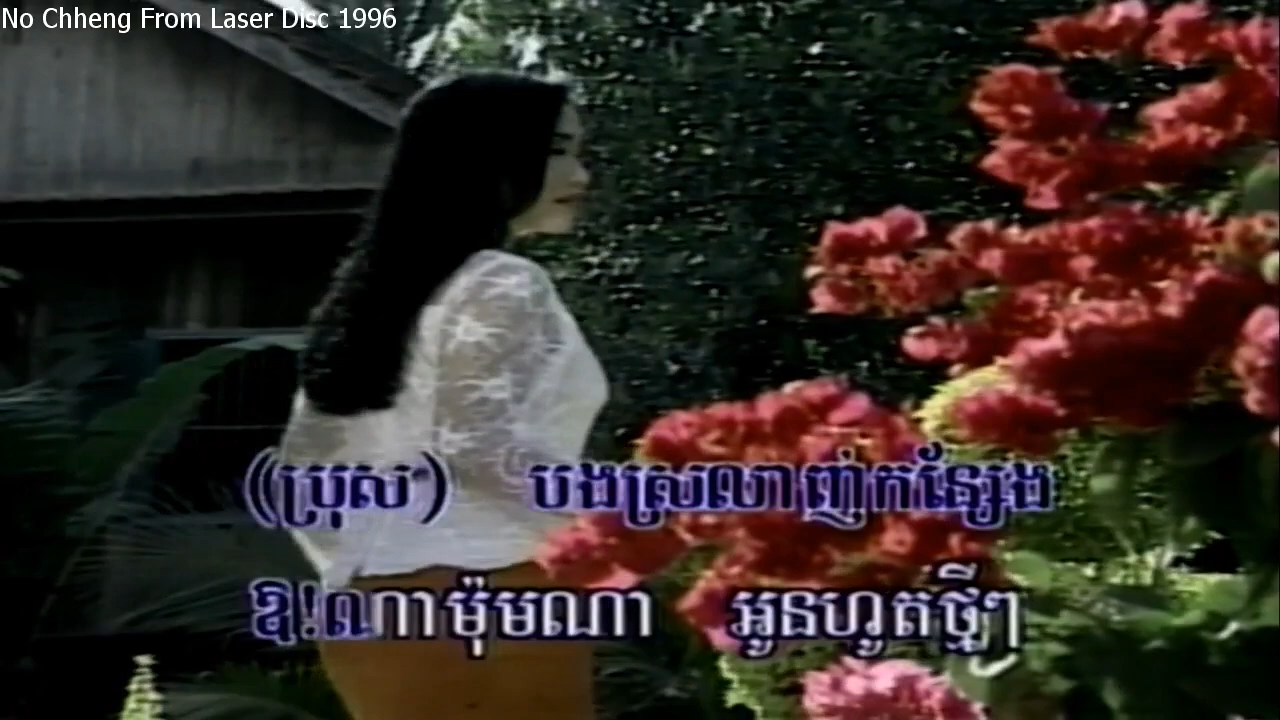 No Chheng From Laser Disc 1996
(ប្រុស) បងស្រលាញ់កន្សែង
ឱ!ណាម៉ុមណា អូនហូតថ្មីៗ